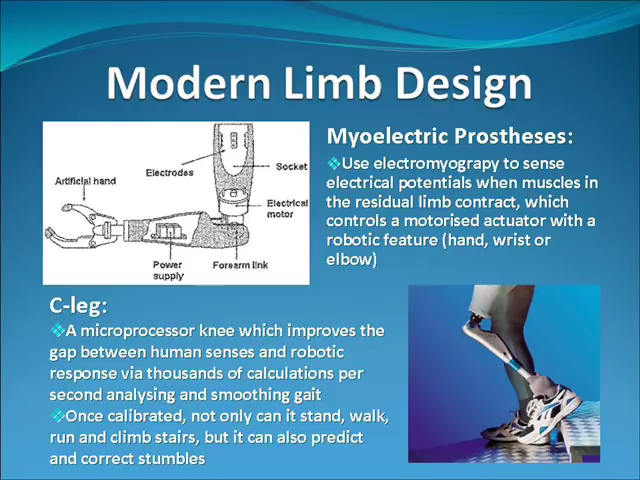 Modern Limb Design
Electrodes
Socket
Artificial hand
Electrical
motor
Power
supply
Forearm link
Myoelectric Prostheses:
❖Use electromyograpy to sense
electrical potentials when muscles in
the residual limb contract, which
controls a motorised actuator with a
robotic feature (hand, wrist or
elbow)
C-leg:
❖A microprocessor knee which improves the
gap between human senses and robotic
response via thousands of calculations per
second analysing and smoothing gait
❖Once calibrated, not only can it stand, walk,
run and climb stairs, but it can also predict
and correct stumbles